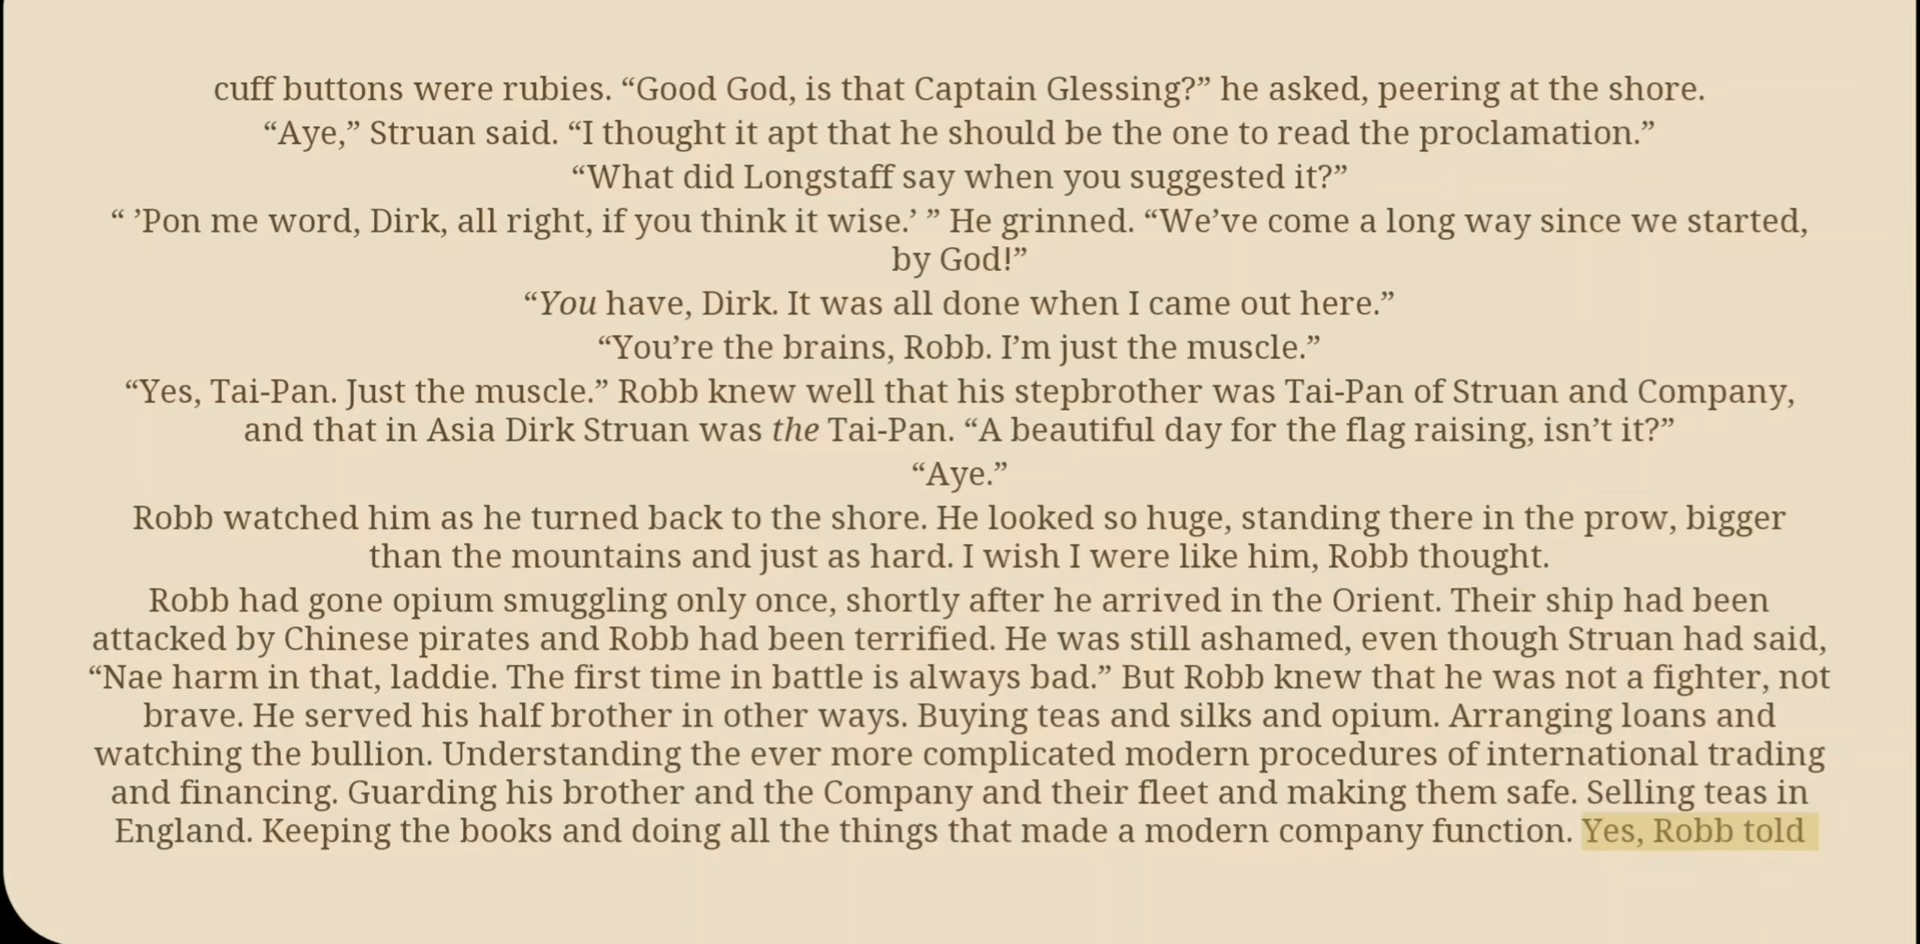 cuff buttons were rubies. “Good God, is that Captain Glessing?” he asked, peering at the shore.
“Aye,” Struan said. “I thought it apt that he should be the one to read the proclamation.”
“What did Longstaff say when you suggested it?”
“ ’Pon me word, Dirk, all right, if you think it wise.’ ” He grinned. “We’ve come a long way since we started,
by God!”
“You have, Dirk. It was all done when I came out here.”
“You’re the brains, Robb. I’m just the muscle.”
“Yes, Tai-Pan. Just the muscle.” Robb knew well that his stepbrother was Tai-Pan of Struan and Company,
and that in Asia Dirk Struan was the Tai-Pan. “A beautiful day for the flag raising, isn’t it?”
“Aye.”
Robb watched him as he turned back to the shore. He looked so huge, standing there in the prow, bigger
than the mountains and just as hard. I wish I were like him, Robb thought.
Robb had gone opium smuggling only once, shortly after he arrived in the Orient. Their ship had been
attacked by Chinese pirates and Robb had been terrified. He was still ashamed, even though Struan had said,
“Nae harm in that, laddie. The first time in battle is always bad.” But Robb knew that he was not a fighter, not
brave. He served his half brother in other ways. Buying teas and silks and opium. Arranging loans and
watching the bullion. Understanding the ever more complicated modern procedures of international trading
and financing. Guarding his brother and the Company and their fleet and making them safe. Selling teas in
England. Keeping the books and doing all the things that made a modern company function. Yes, Robb told